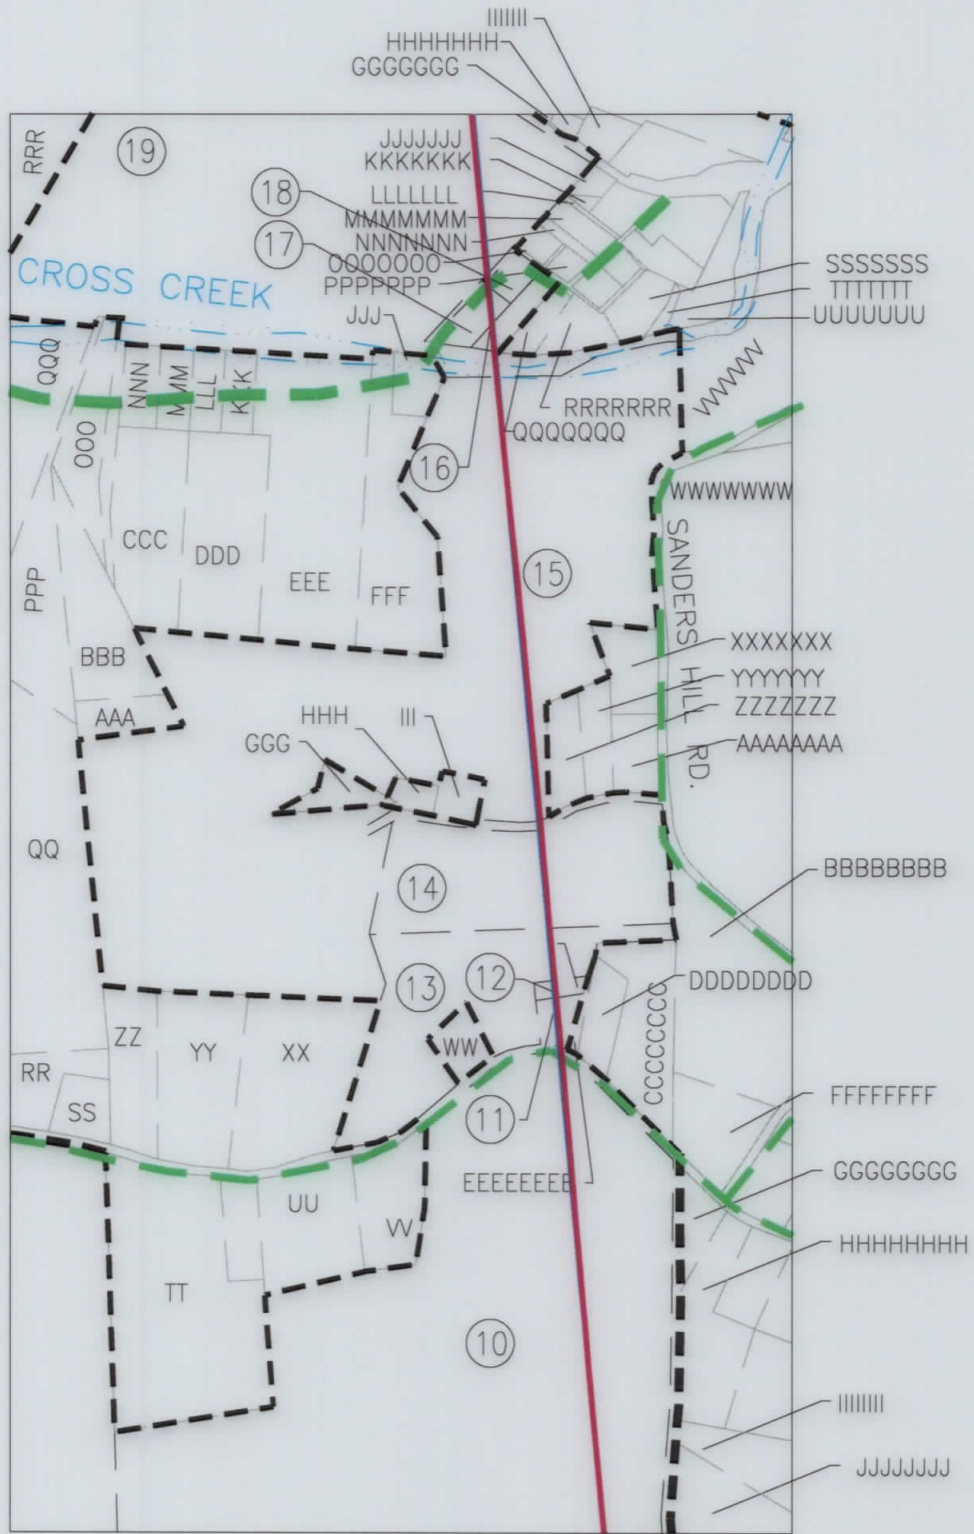 IIIIIII
HHHHHHH
GGGGGGG
RRR
19
JJJJJJJ
KKKKKKK
18
LLLLLLL
MMMMMMM
17
NNNNNNN
OOOOOOO
PPPPPPP
SSSSSSS
TTTTTTT
UUUUUUU
CROSS CREEK
JJJ
QQQ
NNN
MMM
LLL
KKK
VVVVVVV
RRRRRRR
QQQQQQQ
OOO
16
WWWWWWW
CCC
DDD
EEE
FFF
15
SANDERS HILL RD.
PPP
BBB
AAA
XXXXXXX
YYYYYYY
ZZZZZZZ
AAAAAAAA
HHH
III
GGG
QQ
14
BBBBBBBB
13
12
DDDDDDDD
CCCCCCCC
ZZ
YY
XX
WW
RR
SS
11
FFFFFFFF
EEEEEEEE
GGGGGGGG
UU
VV
HHHHHHHH
TT
10
IIIIIIII
JJJJJJJJ